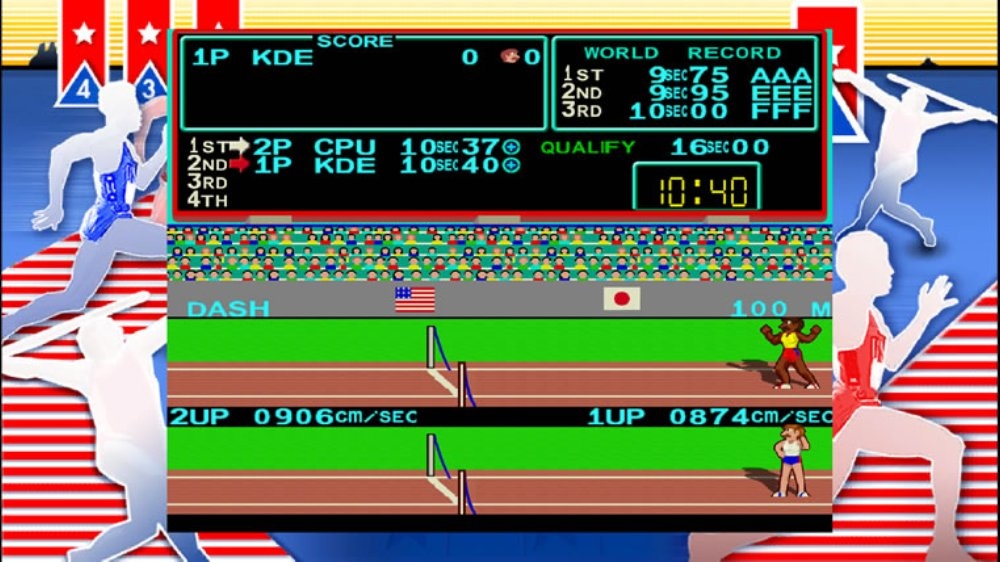 4
3
SCORE
1P KDE 0 0
WORLD RECORD
1ST 9SEC75 AAA
2ND 9SEC95 EEE
3RD 10SEC00 FFF
1ST 2P CPU 10SEC37
2ND 1P KDE 10SEC40
3RD
4TH
QUALIFY 16SEC00
10:40
DASH 100 M
2UP 0906CM/SEC 1UP 0874CM/SEC